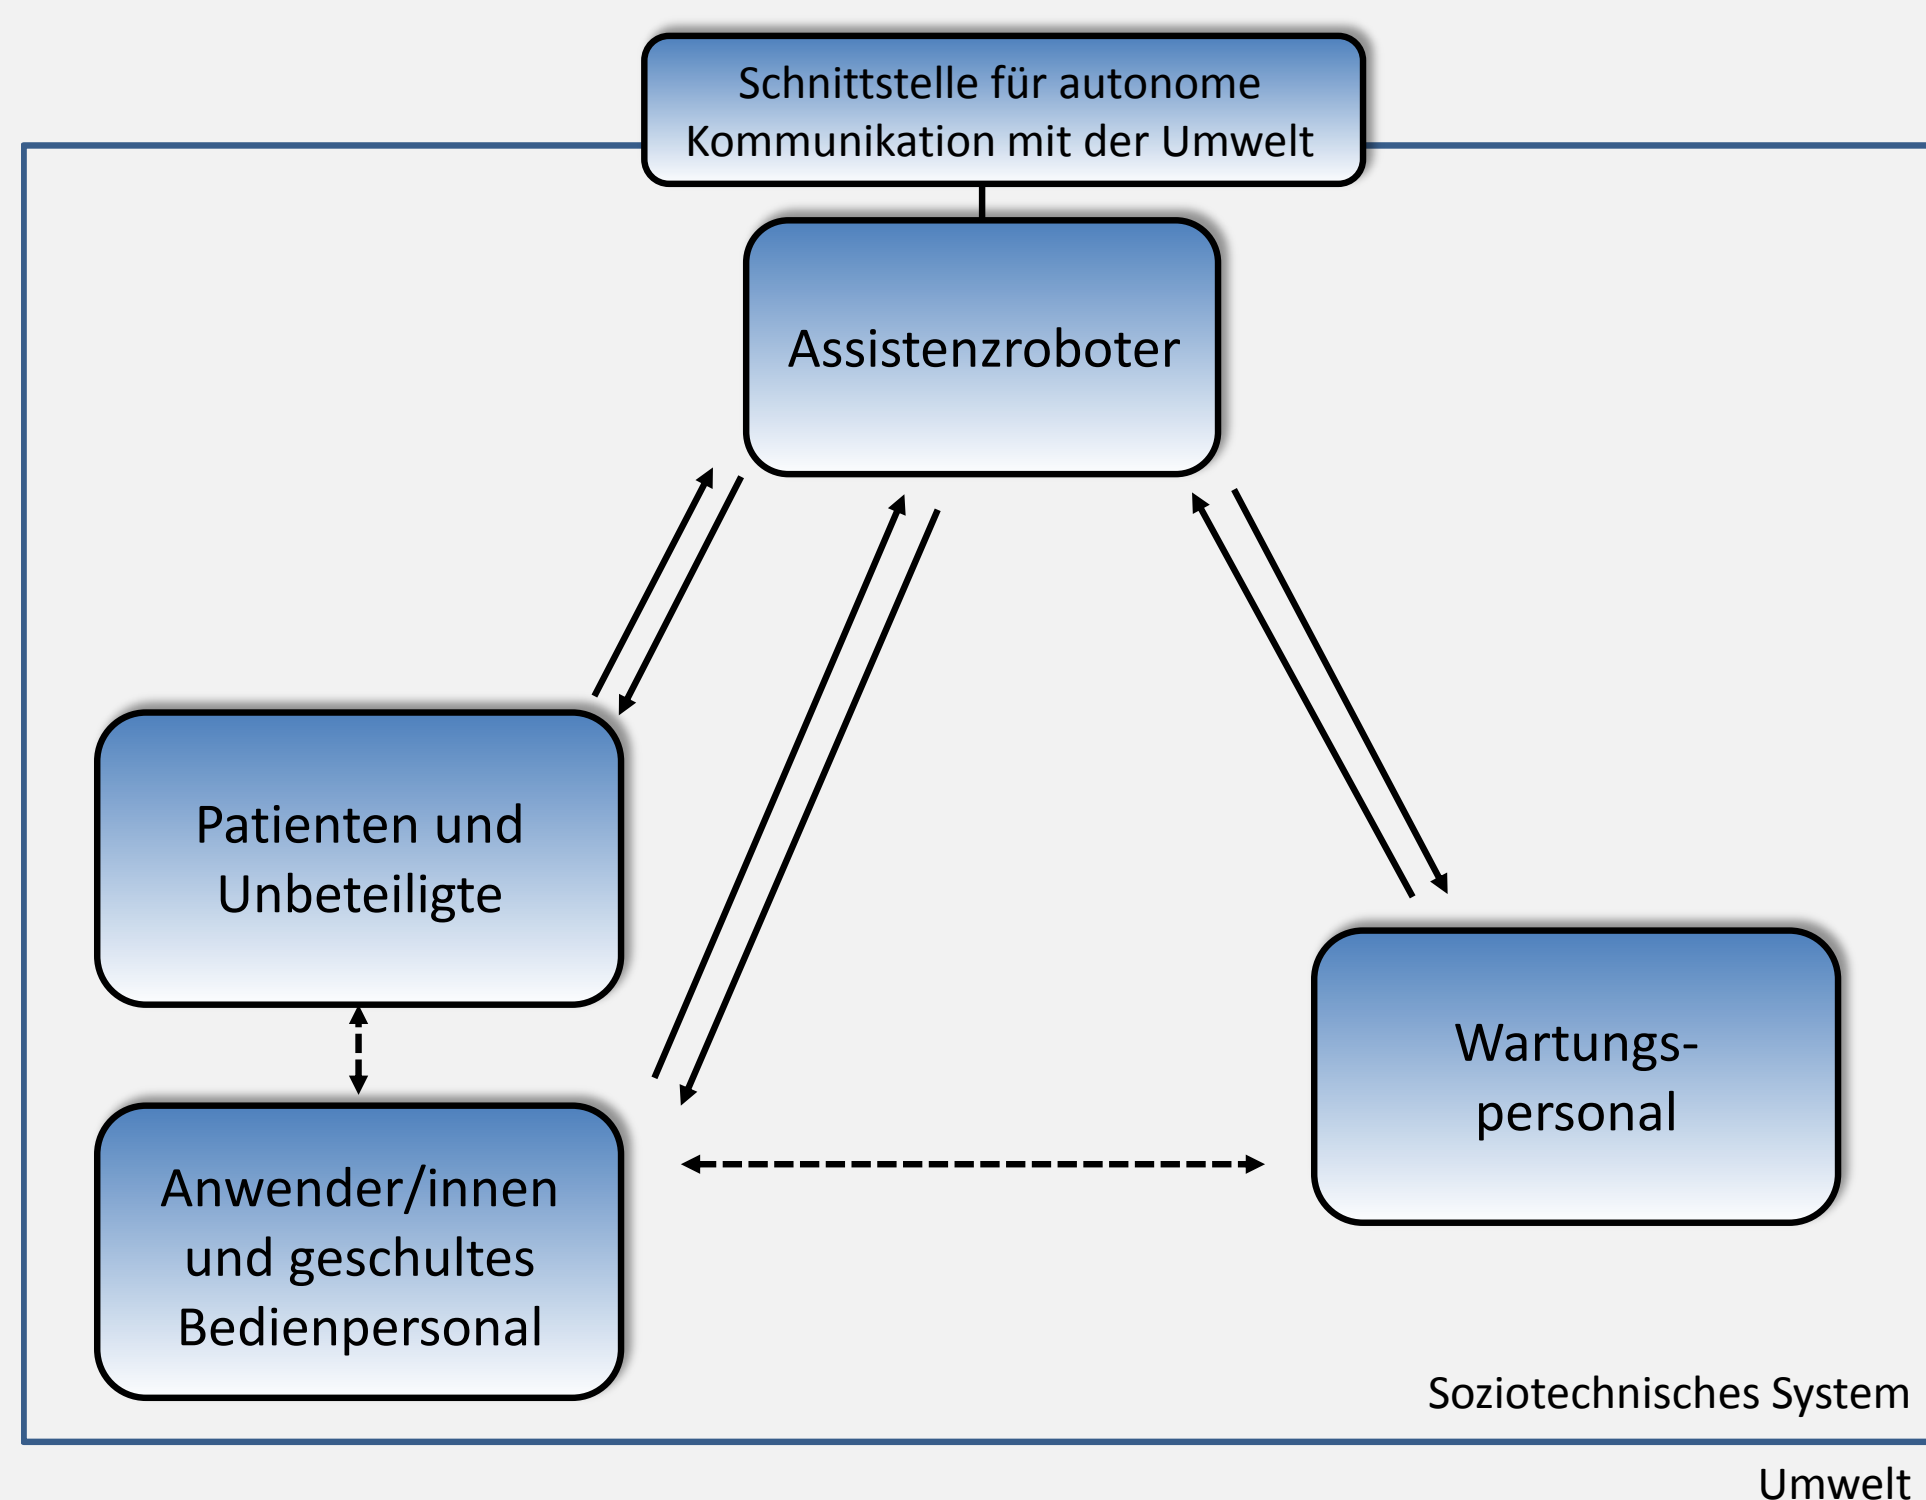 Schnittstelle für autonome
Kommunikation mit der Umwelt
Assistenzroboter
Patienten und
Unbeteiligte
Wartungs-
personal
Anwender/innen
und geschultes
Bedienpersonal
Soziotechnisches System
Umwelt